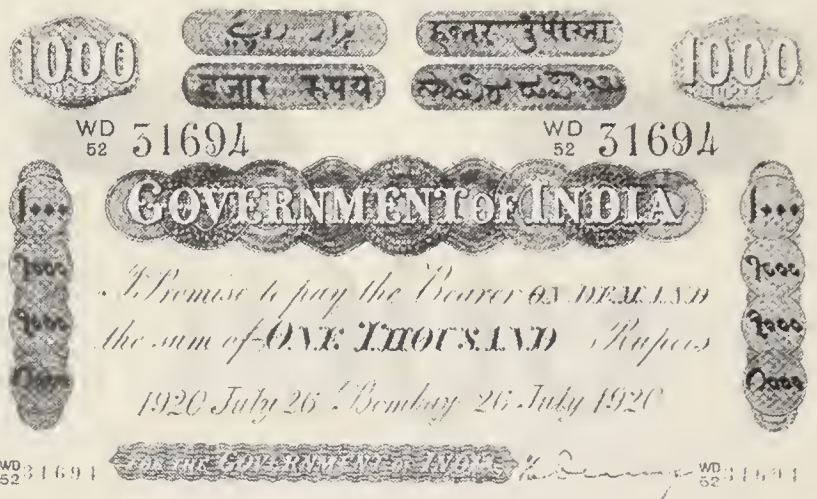 1000 1000
हजार रुपये
WD 52 31694 WD 52 31694
GOVERNMENT OF INDIA
I Promise to pay the Bearer ON DEMAND
the sum of ONE THOUSAND Rupees
1920 July 26 Bombay 26 July 1920
WD 52 31694 FOR THE GOVERNMENT OF INDIA. WD 52 31694